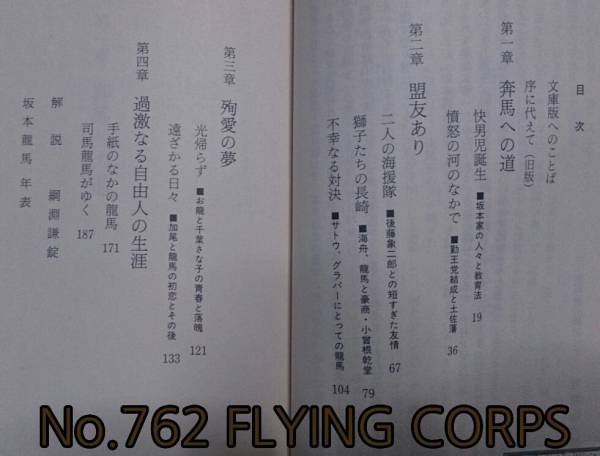 目次
文庫版へのことば
序に代えて（旧版）
第一章 奔馬への道
快男児誕生 ■坂本家の人々と教育法 19
憤怒の河のなかで ■勤王党結成と土佐藩 36
第二章 盟友あり
二人の海援隊 ■後藤象二郎との短すぎた友情 67
獅子たちの長崎 ■海舟、龍馬と豪商・小曽根乾堂 79
不幸なる対決 ■サトウ、グラバーにとっての龍馬 104
第三章 殉愛の夢
光帰らず ■お龍と千葉さな子の青春と落魄 121
遠ざかる日々 ■加尾と龍馬の初恋とその後 133
第四章 過激なる自由人の生涯
手紙のなかの龍馬 171
司馬龍馬がゆく 187
解説 綱淵謙錠
坂本龍馬 年表
No.762 FLYING CORPS